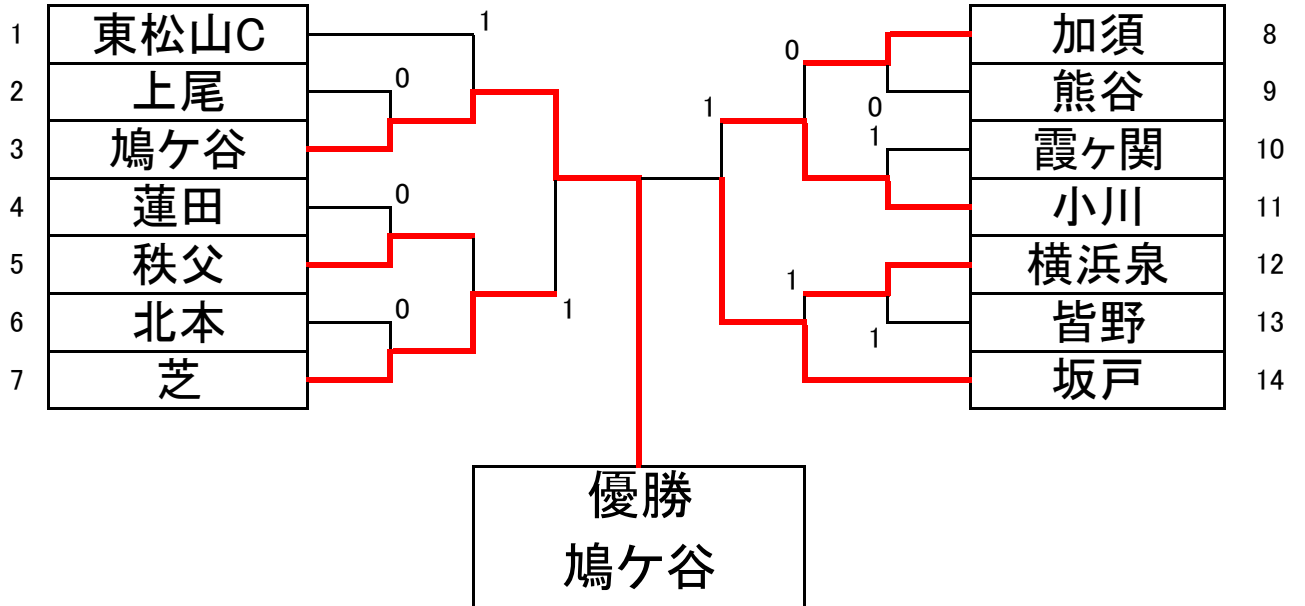 1 東松山C
2 上尾
3 鳩ケ谷
4 蓮田
5 秩父
6 北本
7 芝
1
0
0
0
1
加須 8
熊谷 9
霞ヶ関 10
小川 11
横浜泉 12
皆野 13
坂戸 14
0
0
1
1
1
1
優勝
鳩ケ谷